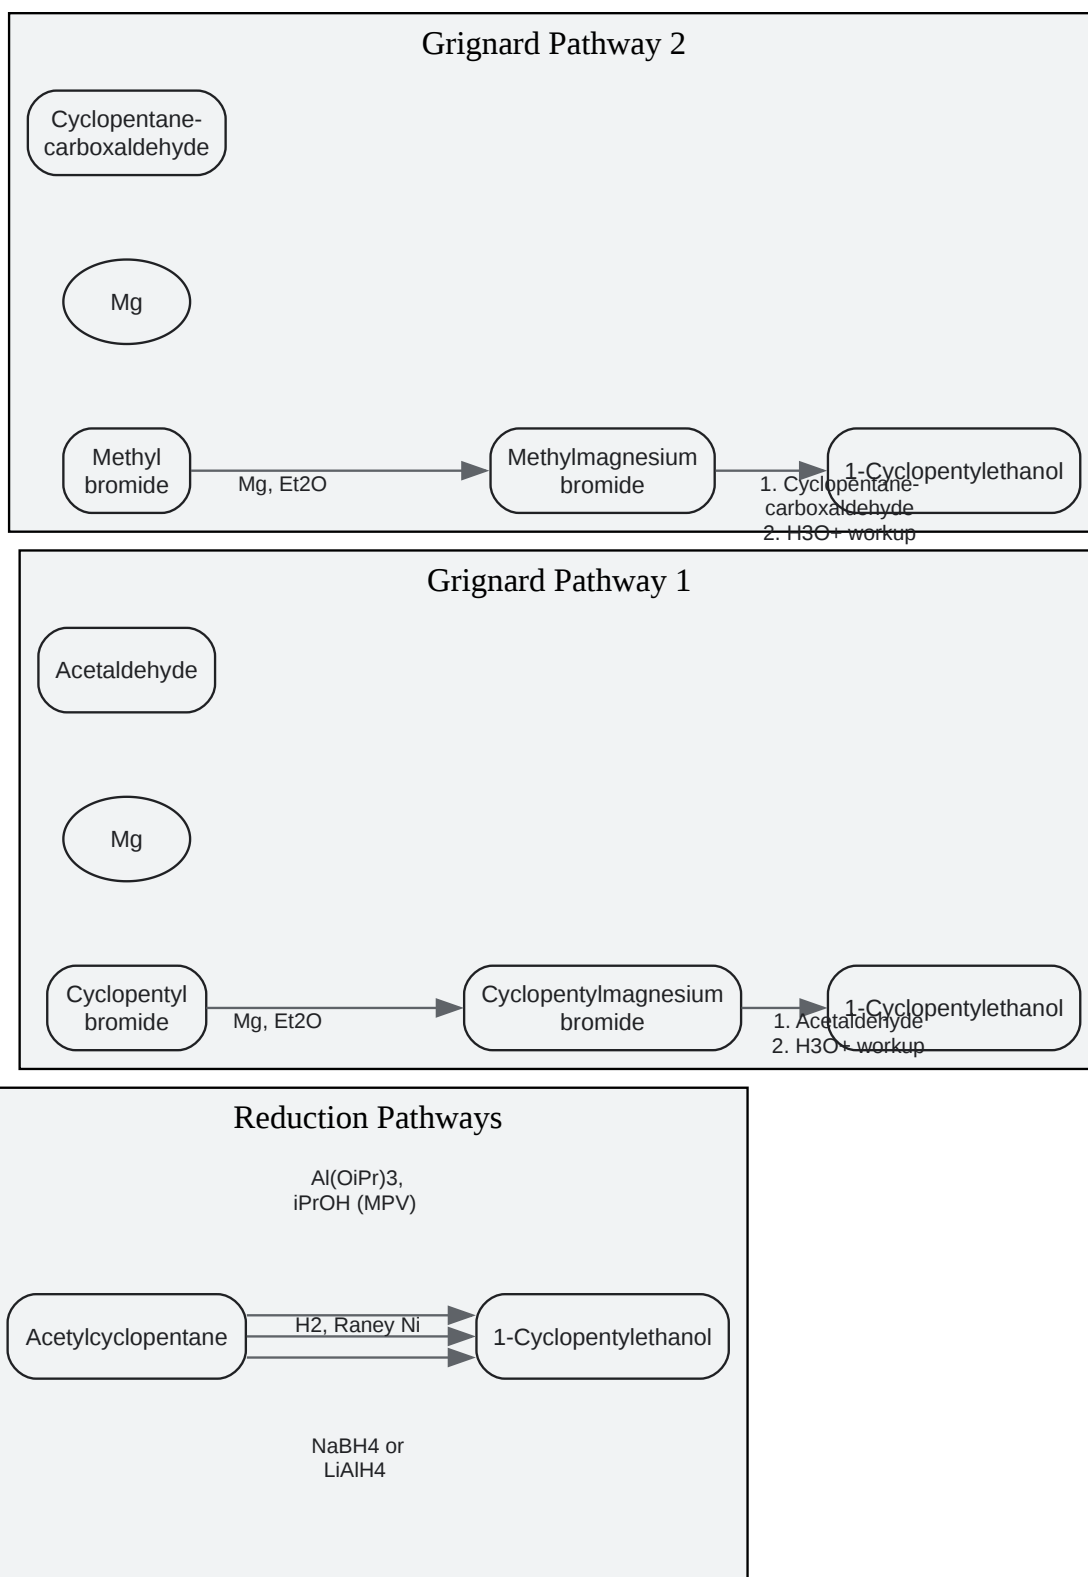 Grignard Pathway 2
Cyclopentane-
carboxaldehyde
Mg
Methyl
bromide
Mg, Et2O
Methylmagnesium
bromide
1. Cyclopentane-
carboxaldehyde
2. H3O+ workup
1-Cyclopentylethanol
Grignard Pathway 1
Acetaldehyde
Mg
Cyclopentyl
bromide
Mg, Et2O
Cyclopentylmagnesium
bromide
1. Acetaldehyde
2. H3O+ workup
1-Cyclopentylethanol
Reduction Pathways
Al(OiPr)3,
iPrOH (MPV)
Acetylcyclopentane
H2, Raney Ni
1-Cyclopentylethanol
NaBH4 or
LiAlH4